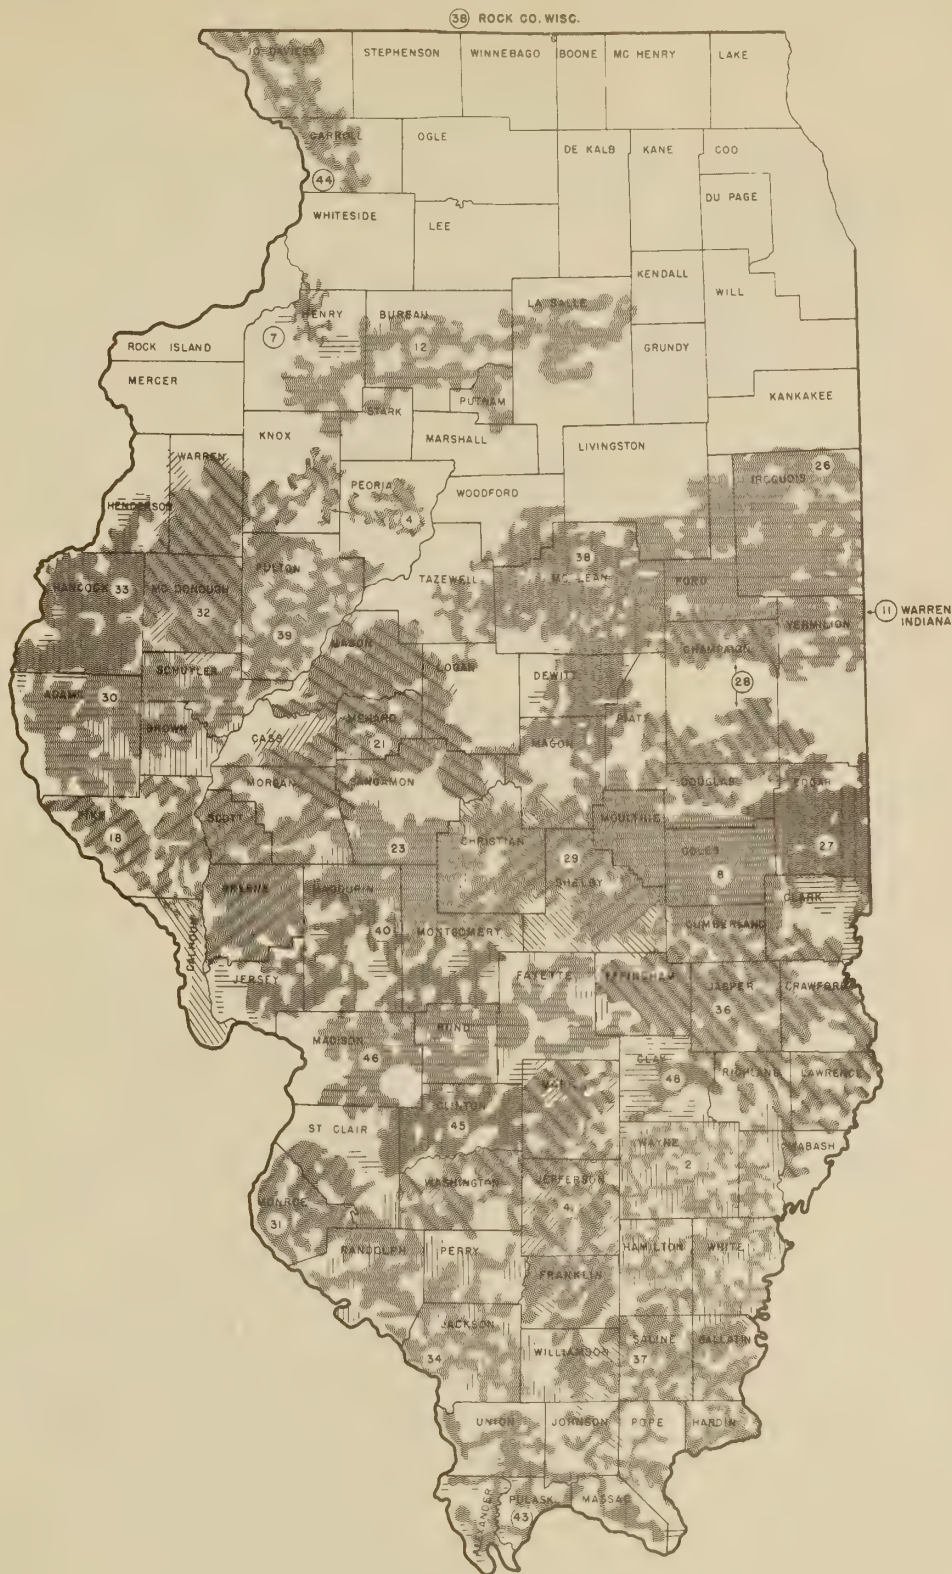 38 ROCK CO. WISC.
JO DAVIESS STEPHENSON WINNEBAGO BOONE MC HENRY LAKE
CARROLL OGLE DE KALB KANE COO
44
DU PAGE
WHITESIDE LEE
KENDALL
WILL
HENRY BUREAU LA SALLE
7 12
ROCK ISLAND GRUNDY
MERCER
KANKAKEE
STARK PUTNAM
KNOX MARSHALL LIVINGSTON
WARREN
26
IROQUOIS
PEORIA WOODFORD
HENDERSON 4
38
FULTON TAZEWELL MC LEAN FORD
HANCOCK 33 MC DONOUGH
32
11 WARREN
INDIANA
VERMILION
39
MASON CHAMPAIGN
SCHUYLER LOGAN DEWITT
28
ADAMS 30
BROWN CASS MENARD PIATT
21 MACON
MORGAN SANGAMON DOUGLAS EDGAR
PIKE SCOTT MOULTRIE
18 23 CHRISTIAN 29 COLES 27
SHELBY 8
GREENE CLARK
40 MONTGOMERY CUMBERLAND
CALHOUN
JERSEY FAYETTE EFFINGHAM JASPER CRAWFORD
36
MADISON BOND
46 CLAY RICHLAND LAWRENCE
48
CLINTON
45
ST CLAIR WAYNE
2
WASHINGTON JEFFERSON
MONROE 4
31
RANDOLPH PERRY HAMILTON WHITE
FRANKLIN
JACKSON SALINE GALLATIN
34 WILLIAMSON 37
UNION JOHNSON POPE HARDIN
ALEXANDER PULASK MASSAC
43